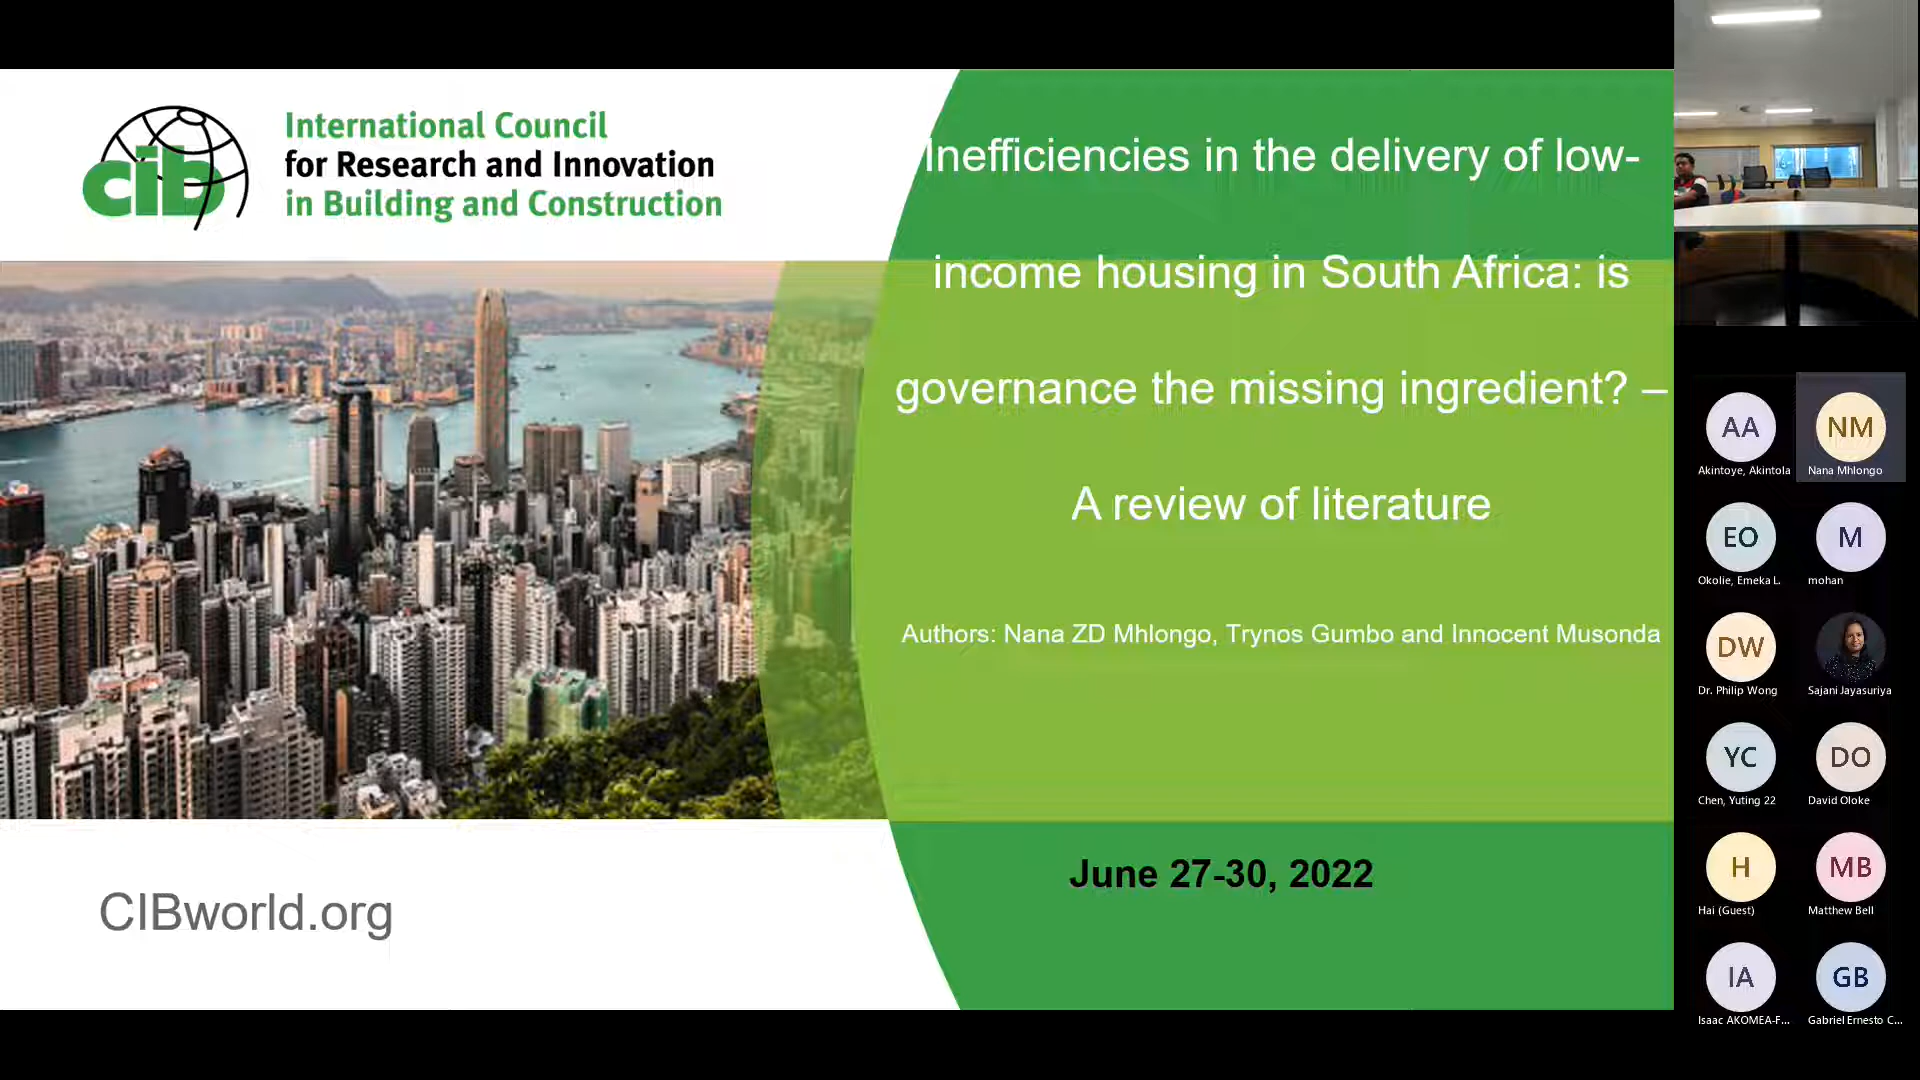 cib
International Council
for Research and Innovation
in Building and Construction
Inefficiencies in the delivery of low-
income housing in South Africa: is
governance the missing ingredient? –
A review of literature
Authors: Nana ZD Mhlongo, Trynos Gumbo and Innocent Musonda
June 27-30, 2022
CIBworld.org
AA
NM
Akintoye, Akintola
Nana Mhlongo
EO
M
Okolie, Emeka L.
mohan
DW
Dr. Philip Wong
Sajani Jayasuriya
YC
DO
Chen, Yuting 22
David Oloke
H
MB
Hai (Guest)
Matthew Bell
IA
GB
Isaac AKOMEA-F...
Gabriel Ernesto C...